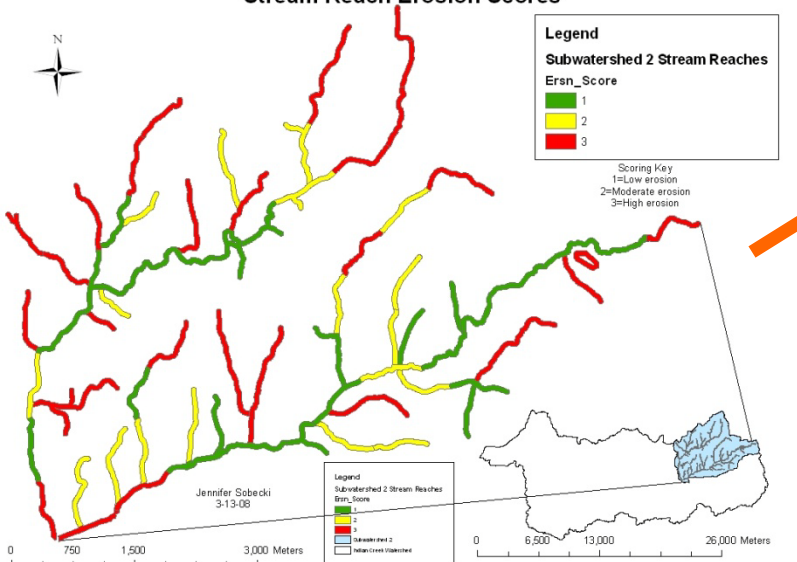 Stream Reach Erosion Scores
N
Legend
Subwatershed 2 Stream Reaches
Ersn_Score
1
2
3
Scoring Key
1=Low erosion
2=Moderate erosion
3=High erosion
Jennifer Sobecki
3-13-08
Legend
Subwatershed 2 Stream Reaches
Ersn_Score
1
2
3
Subwatershed 2
Indian Creek Watershed
0 750 1,500 3,000 Meters
0 6,500 13,000 26,000 Meters